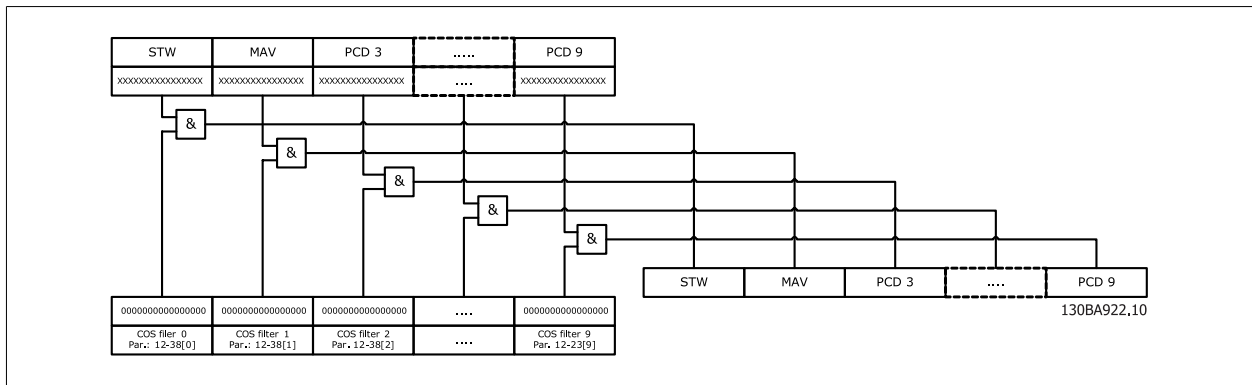 STW MAV PCD 3 ..... PCD 9
XXXXXXXXXXXXXXXX XXXXXXXXXXXXXXXX XXXXXXXXXXXXXXXX .... XXXXXXXXXXXXXXXX
&
&
&
&
&
STW MAV PCD 3 .... PCD 9
130BA922.10
0000000000000000 0000000000000000 0000000000000000 .... 0000000000000000
COS filer 0 COS filter 1 COS filter 2 .... COS filter 9
Par.: 12-38[0] Par.: 12-38[1] Par. 12-38[2] Par. 12-23[9]